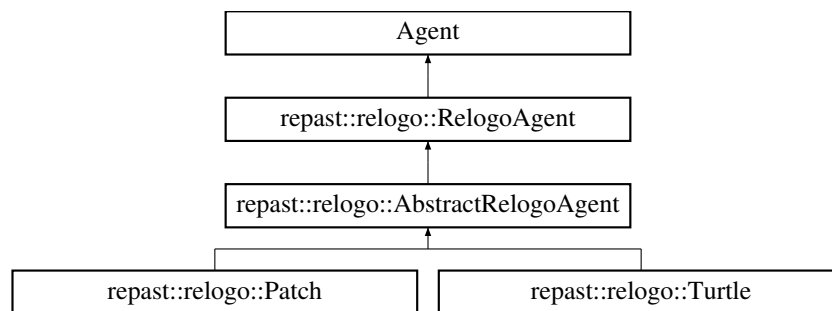 Agent
repast::relogo::RelogoAgent
repast::relogo::AbstractRelogoAgent
repast::relogo::Patch
repast::relogo::Turtle